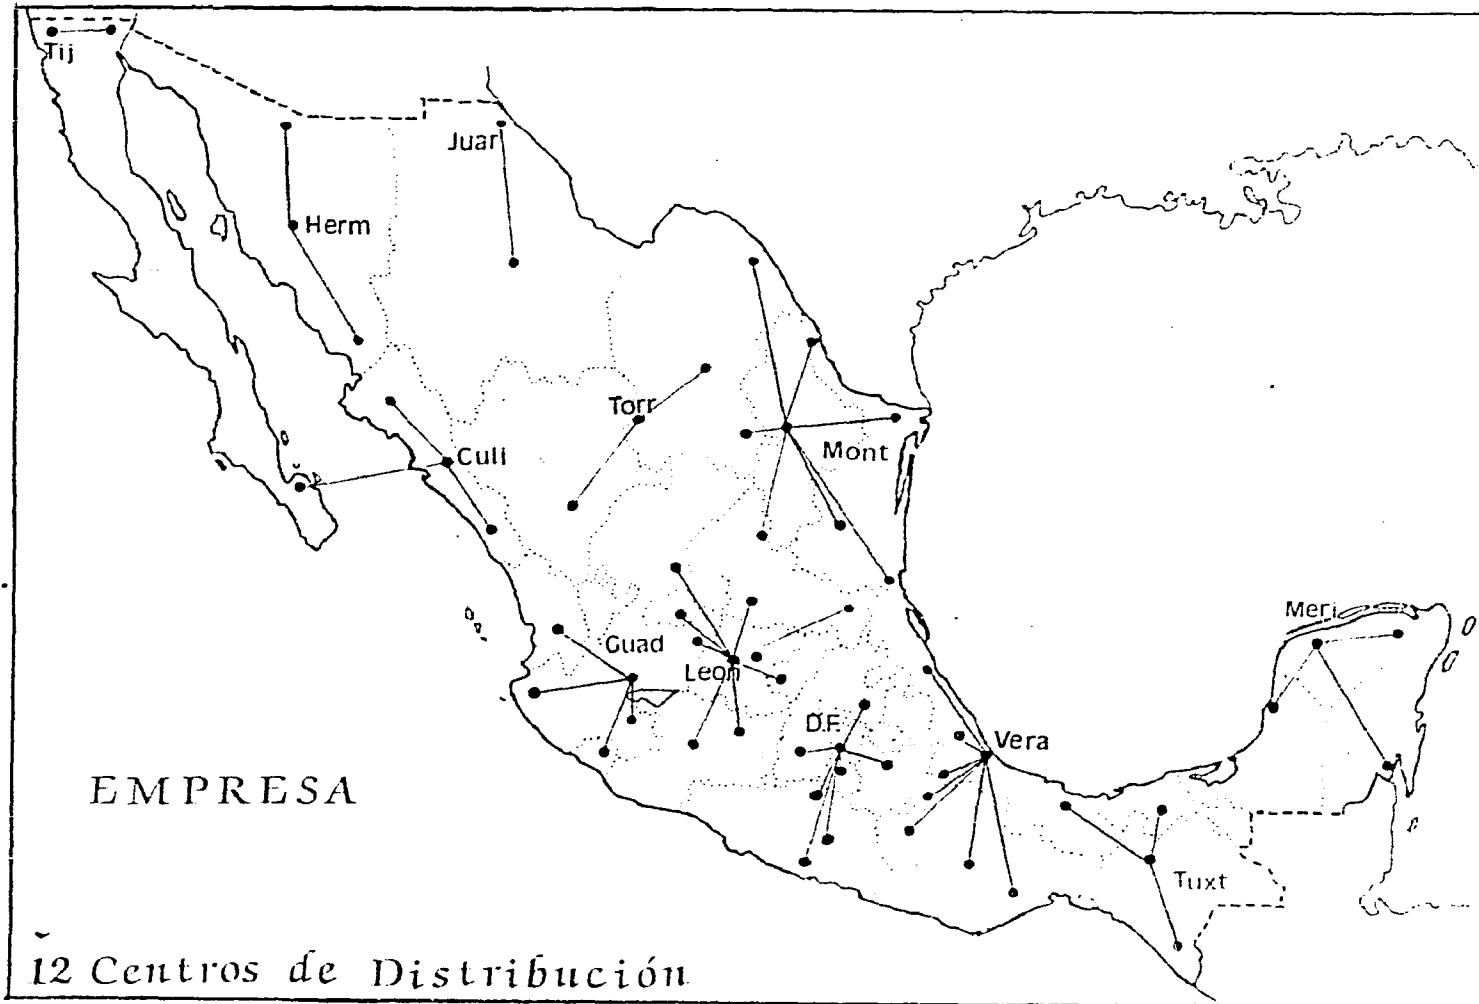 Tij
Juar
Herm
Torr
Mont
Culi
Meri
Guad
Leon
D.F.
Vera
EMPRESA
Tuxt
12 Centros de Distribución